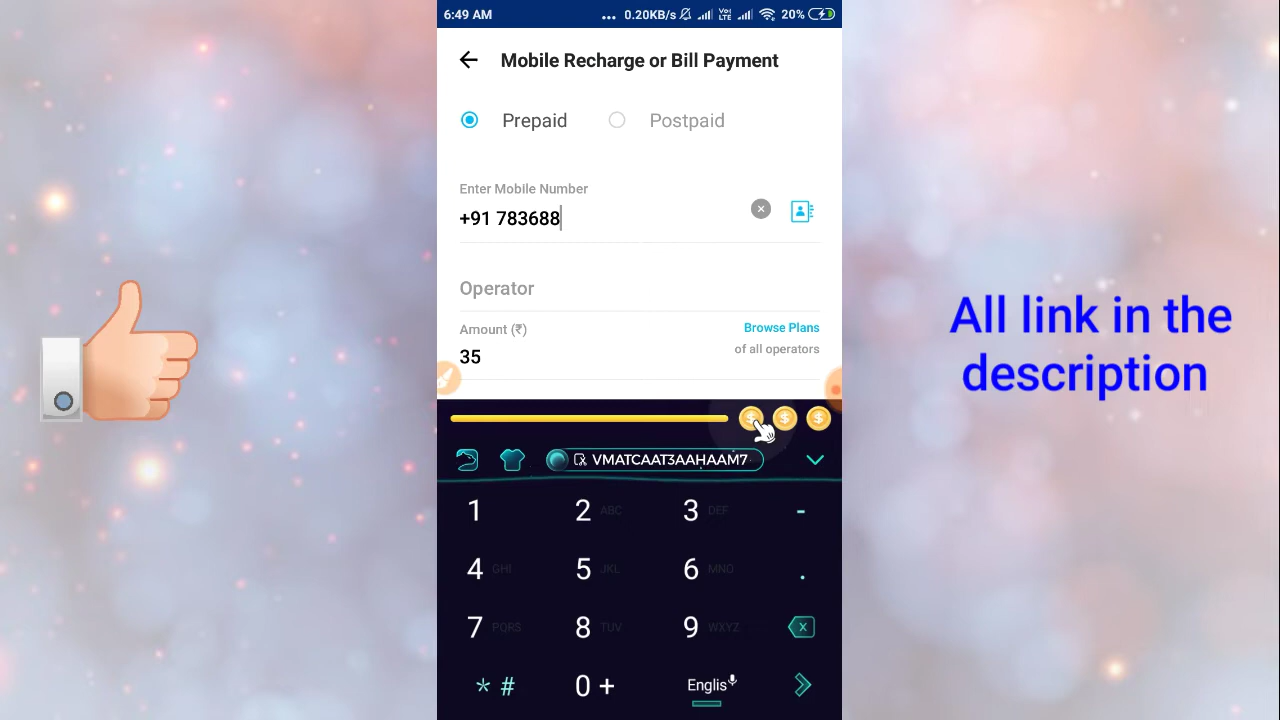 6:49 AM ... 0.20KB/s Vo) LTE 20%
Mobile Recharge or Bill Payment
Prepaid Postpaid
Enter Mobile Number
+91 783688
Operator
Amount (₹) Browse Plans
of all operators
35
All link in the
description
VMATCAAT3AAHAAM7
1 2 ABC 3 DEF -
4 GHI 5 JKL 6 MNO .
7 PQRS 8 TUV 9 WXYZ X
* # 0 + Englis